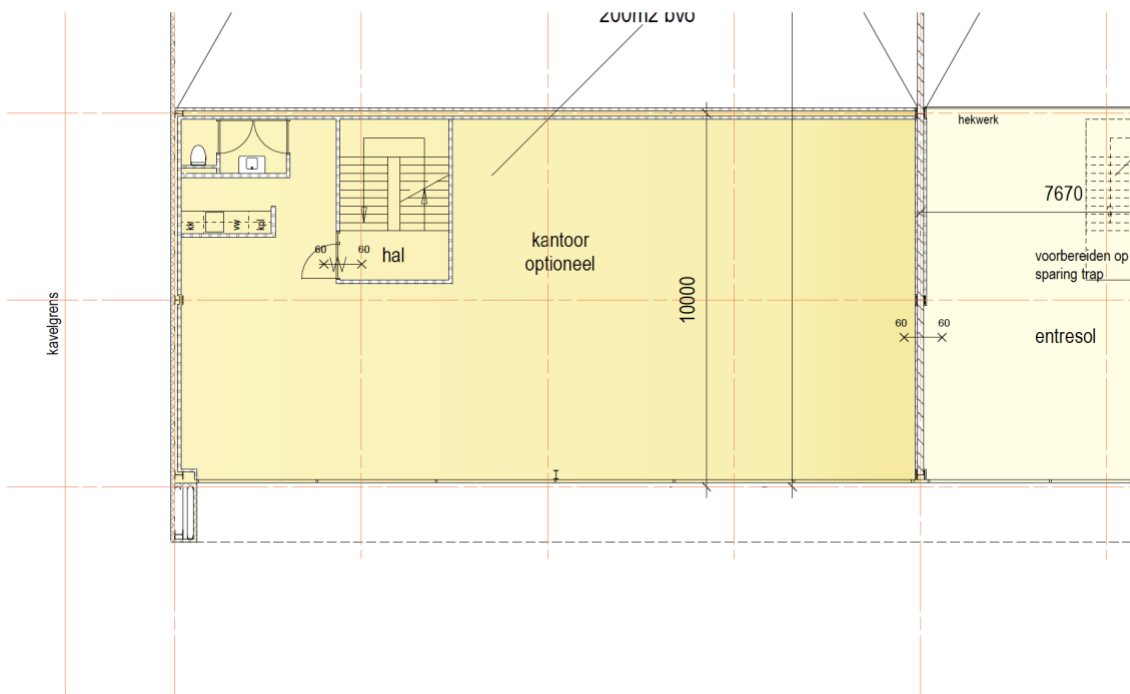 200m2 bvo
hekwerk
7670
kk
vw
kpl
60
60
hal
kantoor
optioneel
voorbereiden op
sparing trap
10000
kavelgrens
60
60
entresol